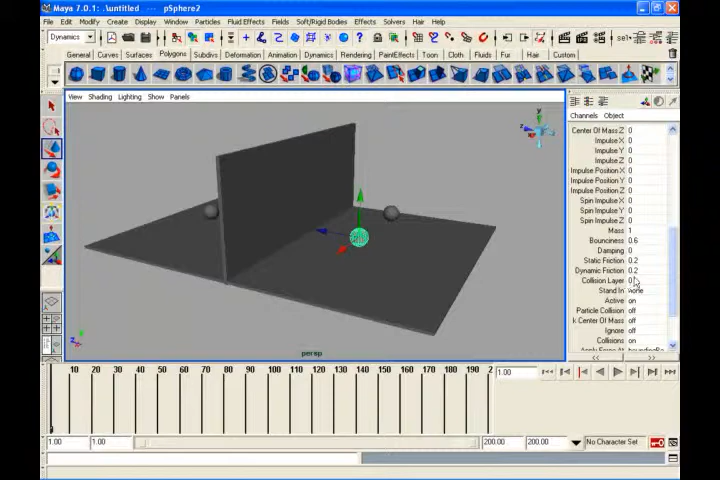 Maya 7.0.1: .\untitled --- pSphere2
File Edit Modify Create Display Window Particles Fluid Effects Fields Soft/Rigid Bodies Effects Solvers Hair Help
Dynamics sel
General Curves Surfaces Polygons Subdivs Deformation Animation Rendering PaintEffects Toon Cloth Fluids Fur Hair Custom
Dynamics
View Shading Lighting Show Panels
Channels Object
Center Of Mass Z 0
Impulse X 0
Impulse Y 0
Impulse Z 0
Impulse Position X 0
Impulse Position Y 0
Impulse Position Z 0
Spin Impulse X 0
Spin Impulse Y 0
Spin Impulse Z 0
Mass 1
Bounciness 0.6
Damping 0
Static Friction 0.2
Dynamic Friction 0.2
Collision Layer 0
Stand In none
Active on
Particle Collision off
k Center Of Mass off
Ignore off
Collisions on
y
z
x
persp
<< >>
10 20 30 40 50 60 70 80 90 100 110 120 130 140 150 160 170 180 190 2
1.00
1.00 1.00 200.00 200.00 No Character Set